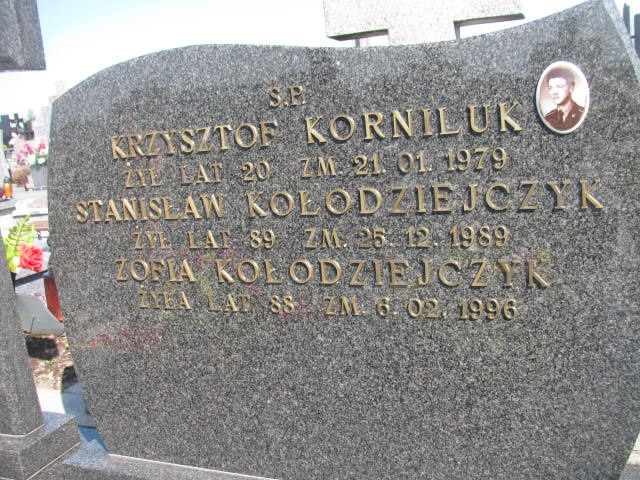 Ś.P.
KRZYSZTOF KORNILUK
ŻYŁ LAT 20 ZM. 21. 01. 1979
STANISŁAW KOŁODZIEJCZYK
ŻYŁ LAT 89 ZM. 25. 12. 1989
ZOFIA KOŁODZIEJCZYK
ŻYŁA LAT 88 ZM. 6. 02. 1996